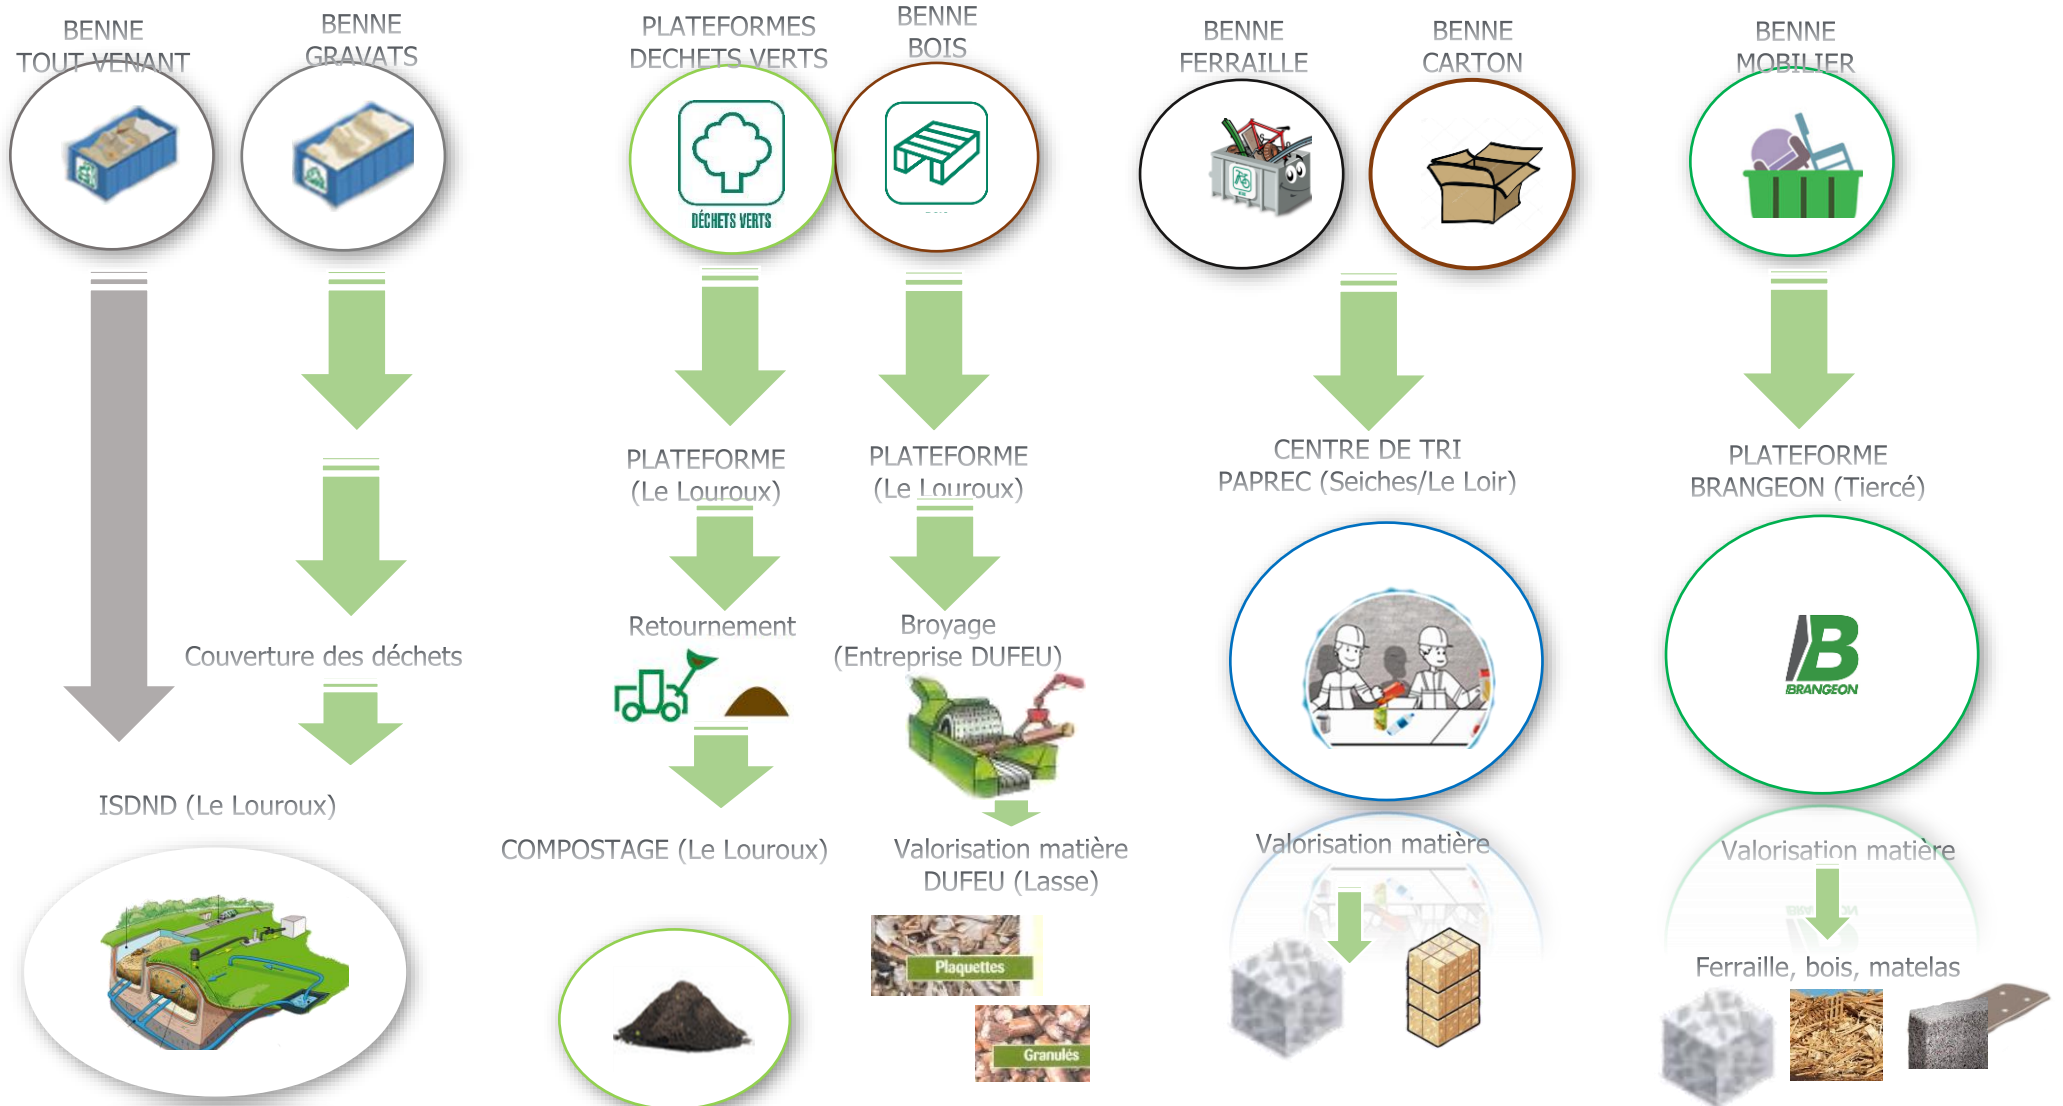 BENNE
TOUT VENANT
BENNE
GRAVATS
PLATEFORMES
DECHETS VERTS
BENNE
BOIS
BENNE
FERRAILLE
BENNE
CARTON
BENNE
MOBILIER
DÉCHETS VERTS
PLATEFORME
(Le Louroux)
PLATEFORME
(Le Louroux)
CENTRE DE TRI
PAPREC (Seiches/Le Loir)
PLATEFORME
BRANGEON (Tiercé)
Couverture des déchets
Retournement
Broyage
(Entreprise DUFEU)
B
BRANGEON
ISDND (Le Louroux)
COMPOSTAGE (Le Louroux)
Valorisation matière
DUFEU (Lasse)
Valorisation matière
Valorisation matière
Plaquettes
Granulés
Ferraille, bois, matelas